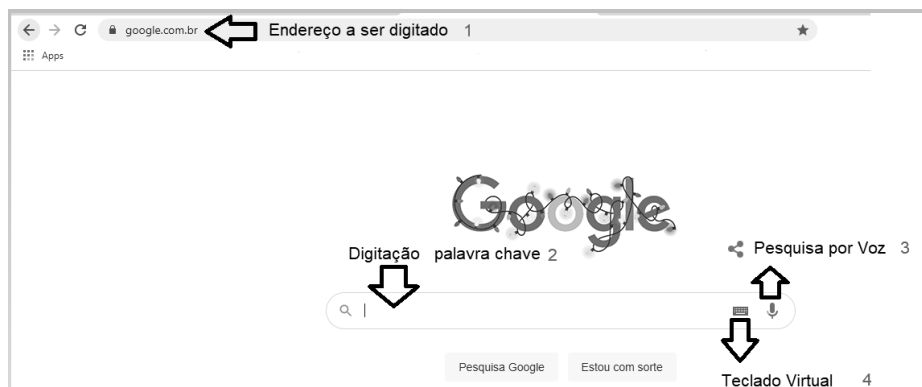 google.com.br Endereço a ser digitado 1
Apps
Google
Digitação palavra chave 2
Pesquisa por Voz 3
Pesquisa Google Estou com sorte
Teclado Virtual 4